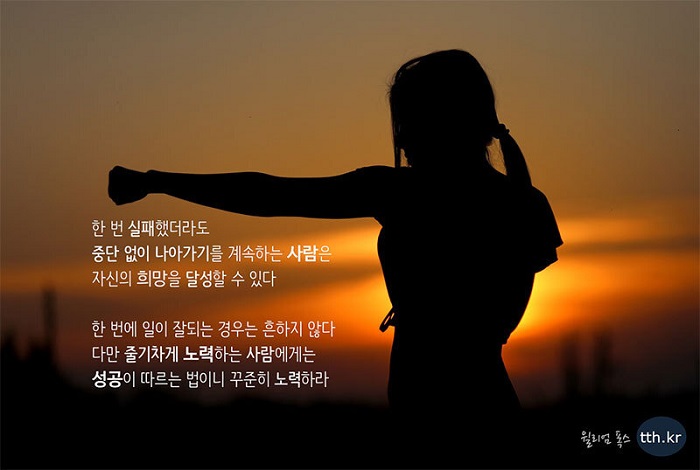 한 번 실패했더라도
중단 없이 나아가기를 계속하는 사람은
자신의 희망을 달성할 수 있다
한 번에 일이 잘되는 경우는 흔하지 않다
다만 줄기차게 노력하는 사람에게는
성공이 따르는 법이니 꾸준히 노력하라
윌리엄 폭스 tth.kr